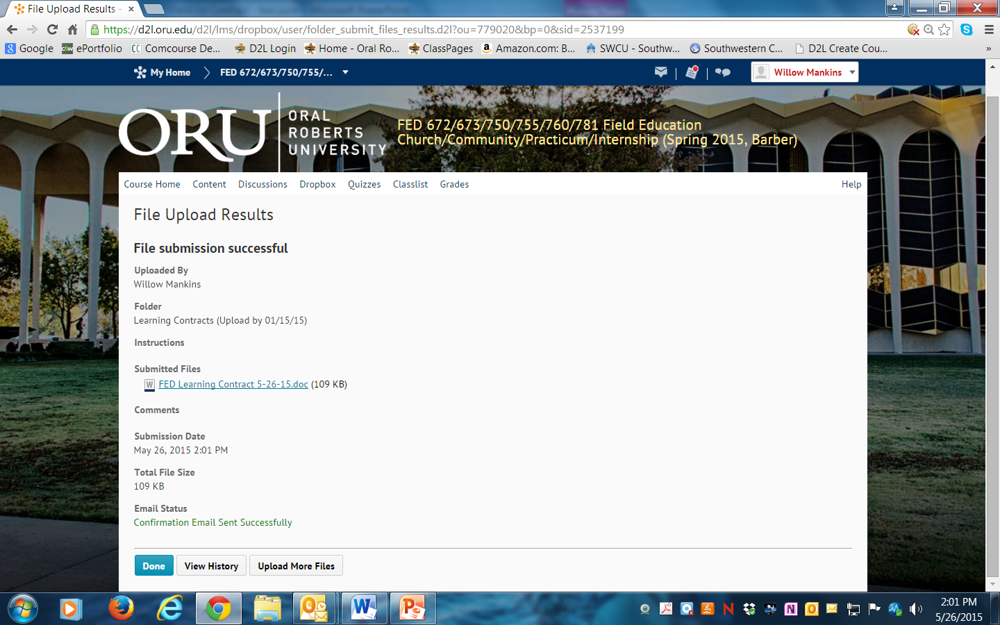 File Upload Results -
https://d2l.oru.edu/d2l/lms/dropbox/user/folder_submit_files_results.d2l?ou=779020&bp=0&sid=2537199
Google ePortfolio Comcourse De... D2L Login Home - Oral Ro... ClassPages Amazon.com: B... SWCU - Southw... Southwestern C... D2L Create Cou... »
My Home FED 672/673/750/755/... Willow Mankins
ORU ORAL
ROBERTS
UNIVERSITY
FED 672/673/750/755/760/781 Field Education
Church/Community/Practicum/Internship (Spring 2015, Barber)
Course Home Content Discussions Dropbox Quizzes Classlist Grades Help
File Upload Results
File submission successful
Uploaded By
Willow Mankins
Folder
Learning Contracts (Upload by 01/15/15)
Instructions
Submitted Files
FED Learning Contract 5-26-15.doc (109 KB)
Comments
Submission Date
May 26, 2015 2:01 PM
Total File Size
109 KB
Email Status
Confirmation Email Sent Successfully
Done View History Upload More Files
2:01 PM
5/26/2015